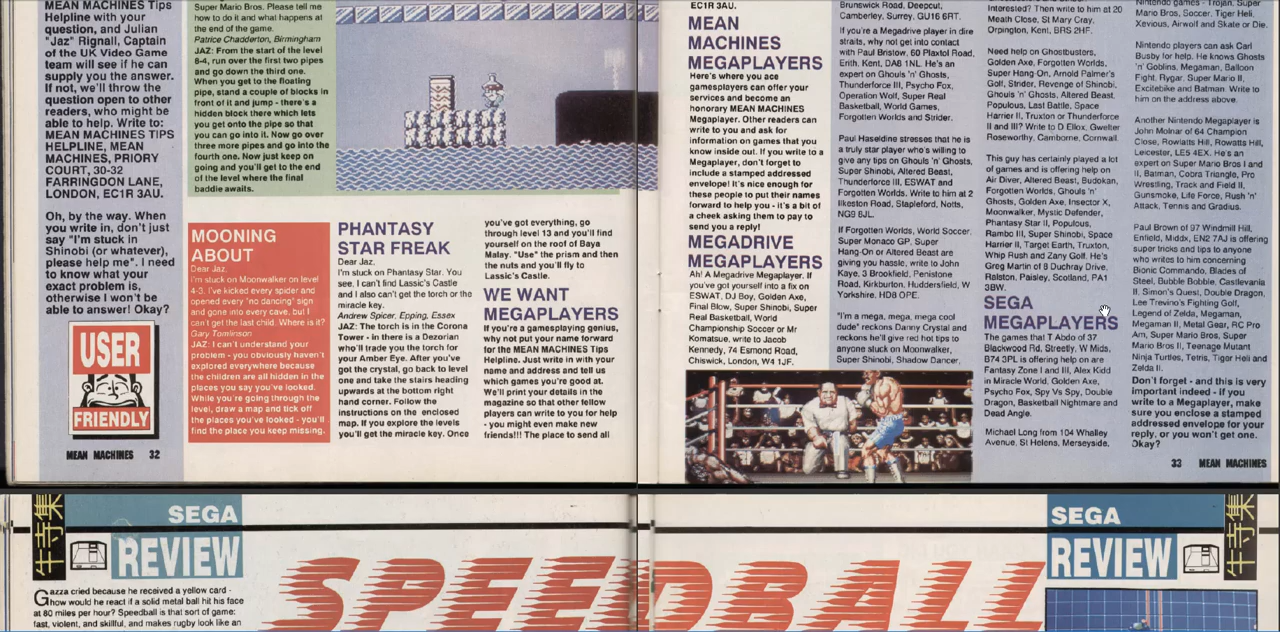 MEAN MACHINES Tips
Helpline with your
question, and Julian
"Jaz" Rignall, Captain
of the UK Video Game
team will see if he can
supply you the answer.
If not, we'll throw the
question open to other
readers, who might be
able to help. Write to:
MEAN MACHINES TIPS
HELPLINE, MEAN
MACHINES, PRIORY
COURT, 30-32
FARRINGDON LANE,
LONDON, EC1R 3AU.
Oh, by the way. When
you write in, don't just
say "I'm stuck in
Shinobi (or whatever),
please help me". I need
to know what your
exact problem is,
otherwise I won't be
able to answer! Okay?
USER
FRIENDLY
MEAN MACHINES 32
Super Mario Bros. Please tell me
how to do it and what happens at
the end of the game.
Patrice Chadderton, Birmingham
JAZ: From the start of the level
8-4, run over the first two pipes
and go down the third one.
When you get to the floating
pipe, stand a couple of blocks in
front of it and jump - there's a
hidden block there which lets
you get onto the pipe so that
you can go into it. Now go over
three more pipes and go into the
fourth one. Now just keep on
going and you'll get to the end
of the level where the final
baddie awaits.
MOONING
ABOUT
Dear Jaz,
I'm stuck on Moonwalker on level
4-3. I've kicked every spider and
opened every "no dancing" sign
and gone into every cave, but I
can't get the last child. Where is it?
Gary Tomlinson
JAZ: I can't understand your
problem - you obviously haven't
explored everywhere because
the children are all hidden in the
places you say you've looked.
While you're going through the
level, draw a map and tick off
the places you've looked - you'll
find the place you keep missing.
PHANTASY
STAR FREAK
Dear Jaz,
I'm stuck on Phantasy Star. You
see, I can't find Lassic's Castle
and I also can't get the torch or the
miracle key.
Andrew Spicer, Epping, Essex
JAZ: The torch is in the Corona
Tower - in there is a Dezorian
who'll trade you the torch for
your Amber Eye. After you've
got the crystal, go back to level
one and take the stairs heading
upwards at the bottom right
hand corner. Follow the
instructions on the enclosed
map. If you explore the levels
you'll get the miracle key. Once
you've got everything, go
through level 13 and you'll find
yourself on the roof of Baya
Malay. "Use" the prism and then
the nuts and you'll fly to
Lassic's Castle.
WE WANT
MEGAPLAYERS
If you're a gamesplaying genius,
why not put your name forward
for the MEAN MACHINES Tips
Helpline. Just write in with your
name and address and tell us
which games you're good at.
We'll print your details in the
magazine so that other fellow
players can write to you for help
- you might even make new
friends!!! The place to send all
EC1R 3AU.
MEAN
MACHINES
MEGAPLAYERS
Here's where you ace
gamesplayers can offer your
services and become an
honorary MEAN MACHINES
Megaplayer. Other readers can
write to you and ask for
information on games that you
know inside out. If you write to a
Megaplayer, don't forget to
include a stamped addressed
envelope! It's nice enough for
these people to put their names
forward to help you - it's a bit of
a cheek asking them to pay to
send you a reply!
MEGADRIVE
MEGAPLAYERS
Ah! A Megadrive Megaplayer. If
you've got yourself into a fix on
ESWAT, DJ Boy, Golden Axe,
Final Blow, Super Shinobi, Super
Real Basketball, World
Championship Soccer or Mr
Komatsue, write to Jacob
Kennedy, 74 Esmond Road,
Chiswick, London, W4 1JF.
Brunswick Road, Deepcut,
Camberley, Surrey, GU16 6RT.
If you're a Megadrive player in dire
straits, why not get into contact
with Paul Bristow, 60 Plaxtol Road,
Erith, Kent, DA8 1NL. He's an
expert on Ghouls 'n' Ghosts,
Thunderforce III, Psycho Fox,
Operation Wolf, Super Real
Basketball, World Games,
Forgotten Worlds and Strider.
Paul Haseldine stresses that he is
a truly star player who's willing to
give any tips on Ghouls 'n' Ghosts,
Super Shinobi, Altered Beast,
Thunderforce III, ESWAT and
Forgotten Worlds. Write to him at 2
Ilkeston Road, Stapleford, Notts,
NG9 8JL.
If Forgotten Worlds, World Soccer,
Super Monaco GP, Super
Hang-On or Altered Beast are
giving you hassle, write to John
Kaye, 3 Brookfield, Penistone
Road, Kirkburton, Huddersfield, W
Yorkshire, HD8 OPE.
"I'm a mega, mega, mega cool
dude" reckons Danny Crystal and
reckons he'll give red hot tips to
anyone stuck on Moonwalker,
Super Shinobi, Shadow Dancer,
Interested? Then write to him at 20
Meath Close, St Mary Cray,
Orpington, Kent, BR5 2HF.
Need help on Ghostbusters,
Golden Axe, Forgotten Worlds,
Super Hang-On, Arnold Palmer's
Golf, Strider, Revenge of Shinobi,
Ghouls 'n' Ghosts, Altered Beast,
Populous, Last Battle, Space
Harrier II, Truxton or Thunderforce
II and III? Write to D Ellox, Gwelter
Roseworthy, Camborne, Cornwall.
This guy has certainly played a lot
of games and is offering help on
Air Diver, Altered Beast, Budokan,
Forgotten Worlds, Ghouls 'n'
Ghosts, Golden Axe, Insector X,
Moonwalker, Mystic Defender,
Phantasy Star II, Populous,
Rambo III, Super Shinobi, Space
Harrier II, Target Earth, Truxton,
Whip Rush and Zany Golf. He's
Greg Martin of 9 Duchray Drive,
Ralston, Paisley, Scotland, PA1
3BW.
SEGA
MEGAPLAYERS
The games that T Abdo of 37
Blackwood Rd, Streetly, W Mids,
B74 3PL is offering help on are
Fantasy Zone I and III, Alex Kidd
in Miracle World, Golden Axe,
Psycho Fox, Spy Vs Spy, Double
Dragon, Basketball Nightmare and
Dead Angle.
Michael Long from 104 Whalley
Avenue, St Helens, Merseyside,
Nintendo games - Trojan, Super
Mario Bros, Soccer, Tiger Heli,
Xevious, Airwolf and Skate or Die.
Nintendo players can ask Carl
Busby for help. He knows Ghosts
'n' Goblins, Megaman, Balloon
Fight, Rygar, Super Mario II,
Excitebike and Batman. Write to
him on the address above.
Another Nintendo Megaplayer is
John Molnar of 64 Champion
Close, Rowlatts Hill, Rowatts Hill,
Leicester, LE5 4EX. He's an
expert on Super Mario Bros I and
II, Batman, Cobra Triangle, Pro
Wrestling, Track and Field II,
Gunsmoke, Life Force, Rush 'n'
Attack, Tennis and Gradius.
Paul Brown of 97 Windmill Hill,
Enfield, Middx, EN2 7AJ is offering
super tricks and tips to anyone
who writes to him concerning
Bionic Commando, Blades of
Steel, Bubble Bobble, Castlevania
II, Simon's Quest, Double Dragon,
Lee Trevino's Fighting Golf,
Legend of Zelda, Megaman,
Megaman II, Metal Gear, RC Pro
Am, Super Mario Bros, Super
Mario Bros II, Teenage Mutant
Ninja Turtles, Tetris, Tiger Heli and
Zelda II.
Don't forget - and this is very
important indeed - if you
write to a Megaplayer, make
sure you enclose a stamped
addressed envelope for your
reply, or you won't get one.
Okay?
33 MEAN MACHINES
SEGA
REVIEW
SPEEDBALL
SEGA
REVIEW
Gazza cried because he received a yellow card -
how would he react if a solid metal ball hit his face
at 80 miles per hour? Speedball is that sort of game:
fast, violent, and skillful, and makes rugby look like an